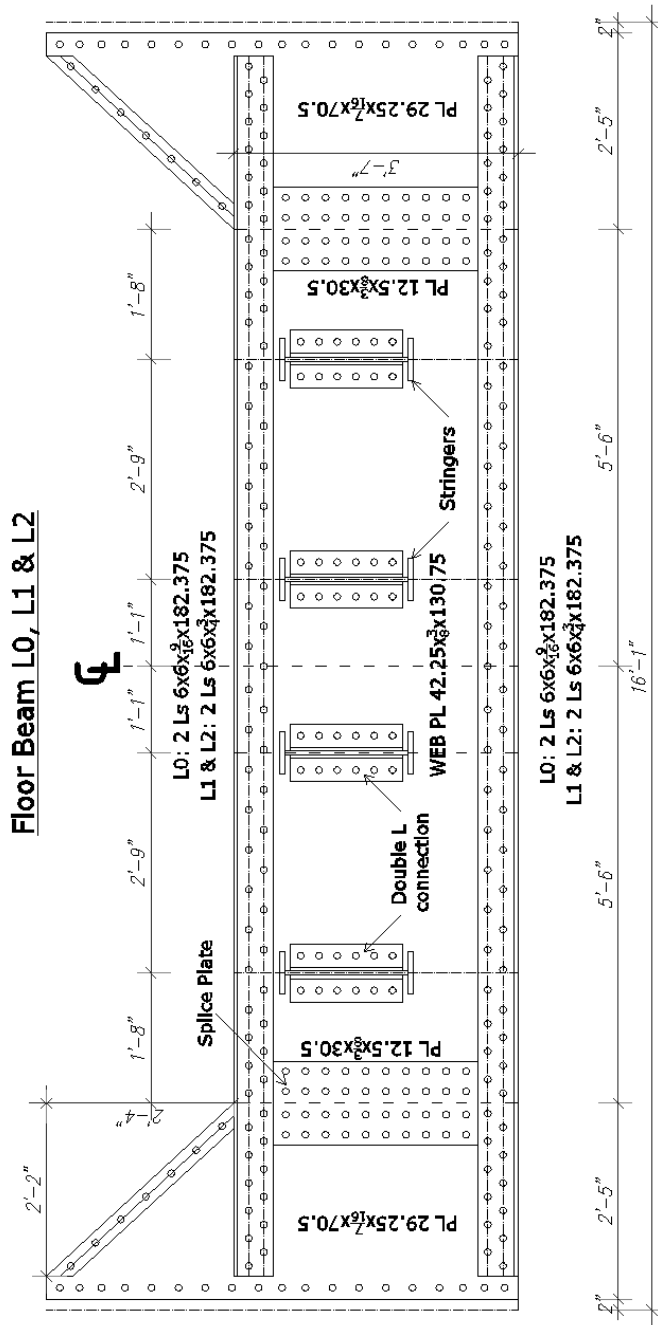 Floor Beam L0, L1 & L2
CL
2'-2"
1'-8"
2'-9"
1'-1"
1'-1"
2'-9"
1'-8"
2'-4"
L0: 2 Ls 6x6x9/16x182.375
L1 & L2: 2 Ls 6x6x3/4x182.375
Splice Plate
PL 29.25x7/16x70.5
PL 12.5x3/8x30.5
Double L
connection
WEB PL 42.25x3/8x130.75
Stringers
PL 12.5x3/8x30.5
3'-7"
PL 29.25x7/16x70.5
L0: 2 Ls 6x6x9/16x182.375
L1 & L2: 2 Ls 6x6x3/4x182.375
2"
2'-5"
5'-6"
5'-6"
2'-5"
2"
16'-1"